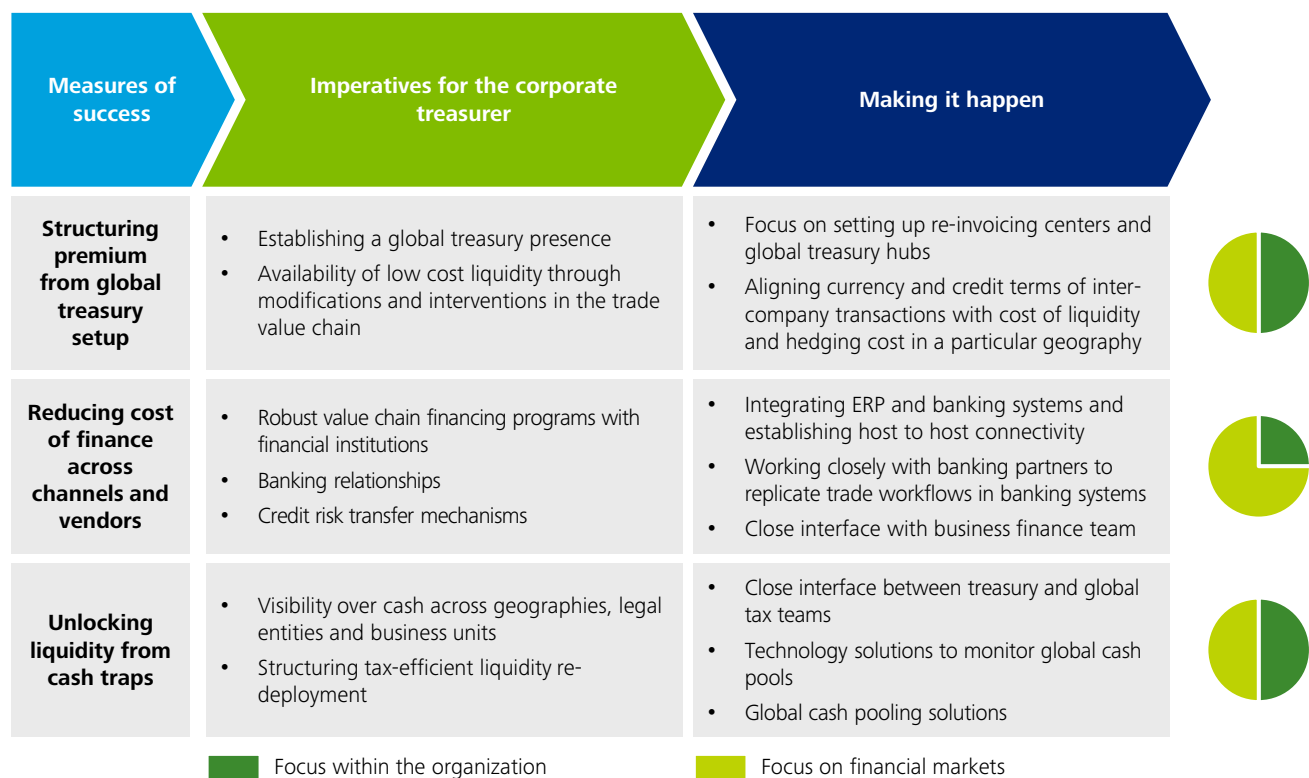 Measures of
success
Imperatives for the corporate
treasurer
Making it happen
Structuring
premium
from global
treasury
setup
• Establishing a global treasury presence
• Availability of low cost liquidity through
modifications and interventions in the trade
value chain
• Focus on setting up re-invoicing centers and
global treasury hubs
• Aligning currency and credit terms of inter-
company transactions with cost of liquidity
and hedging cost in a particular geography
Reducing cost
of finance
across
channels and
vendors
• Robust value chain financing programs with
financial institutions
• Banking relationships
• Credit risk transfer mechanisms
• Integrating ERP and banking systems and
establishing host to host connectivity
• Working closely with banking partners to
replicate trade workflows in banking systems
• Close interface with business finance team
Unlocking
liquidity from
cash traps
• Visibility over cash across geographies, legal
entities and business units
• Structuring tax-efficient liquidity re-
deployment
• Close interface between treasury and global
tax teams
• Technology solutions to monitor global cash
pools
• Global cash pooling solutions
Focus within the organization
Focus on financial markets